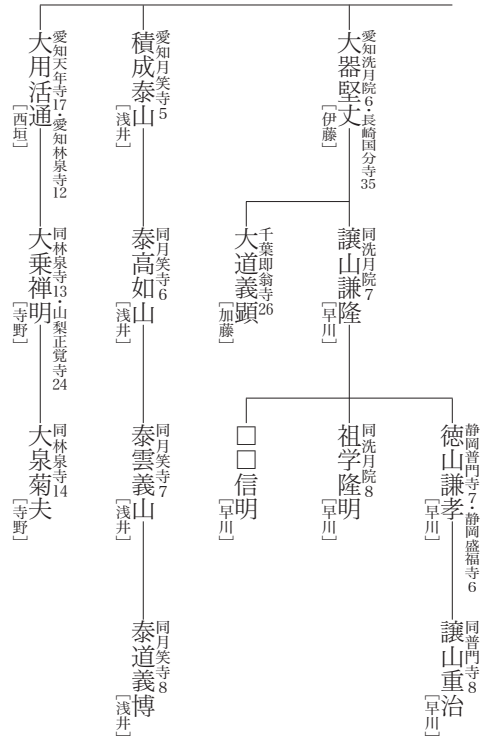 愛知洗月院6・長崎国分寺35
大器堅丈
［伊藤］
同洗月院7
譲山謙隆
［早川］
静岡普門寺7・静岡盛福寺6
徳山謙孝
［早川］
同普門寺8
譲山重治
［早川］
同洗月院8
祖学隆明
［早川］
□□信明
［早川］
千葉即翁寺26
大道義顕
［加藤］
愛知月笑寺5
積成泰山
［浅井］
同月笑寺6
泰高如山
［浅井］
同月笑寺7
泰雲義山
［浅井］
同月笑寺8
泰道義博
［浅井］
愛知天年寺17・愛知林泉寺12
大用活通
［西垣］
同林泉寺13・山梨正覚寺24
大乗禅明
［寺野］
同林泉寺14
大泉菊夫
［寺野］